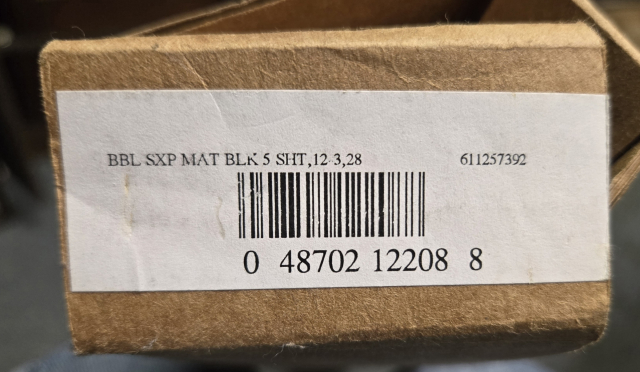 BBL SXP MAT BLK 5 SHT,12-3,28 611257392
0 48702 12208 8